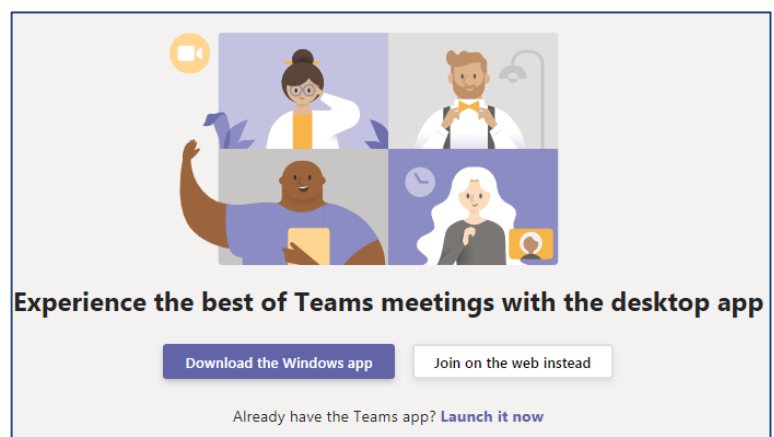 Experience the best of Teams meetings with the desktop app
Download the Windows app
Join on the web instead
Already have the Teams app? Launch it now